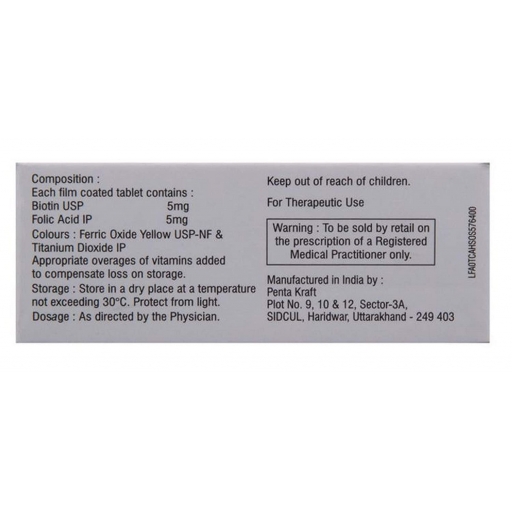 Composition :
Each film coated tablet contains :
Biotin USP 5mg
Folic Acid IP 5mg
Colours : Ferric Oxide Yellow USP-NF &
Titanium Dioxide IP
Appropriate overages of vitamins added
to compensate loss on storage.
Storage : Store in a dry place at a temperature
not exceeding 30°C. Protect from light.
Dosage : As directed by the Physician.
Keep out of reach of children.
For Therapeutic Use
Warning : To be sold by retail on
the prescription of a Registered
Medical Practitioner only.
Manufactured in India by :
Penta Kraft
Plot No. 9, 10 & 12, Sector-3A,
SIDCUL, Haridwar, Uttarakhand - 249 403
LFA0TCAHSOS576400